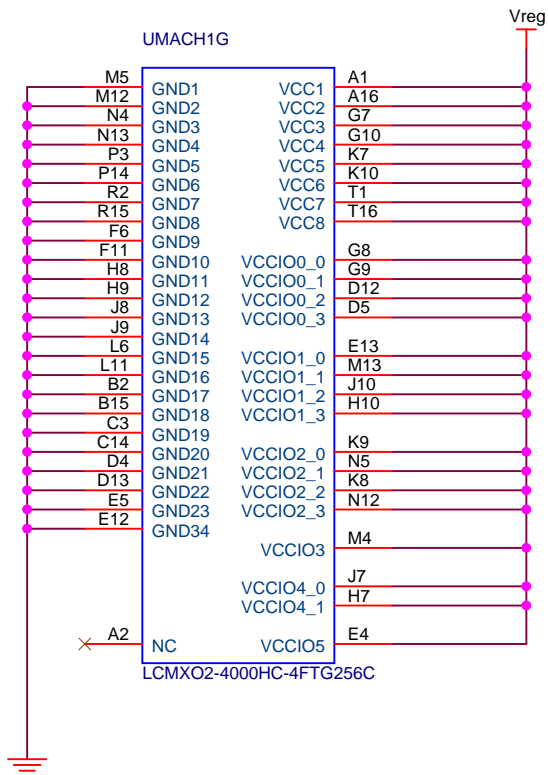 Vreg
UMACH1G
M5 GND1 VCC1 A1
M12 GND2 VCC2 A16
N4 GND3 VCC3 G7
N13 GND4 VCC4 G10
P3 GND5 VCC5 K7
P14 GND6 VCC6 K10
R2 GND7 VCC7 T1
R15 GND8 VCC8 T16
F6 GND9
F11 GND10 VCCIO0_0 G8
H8 GND11 VCCIO0_1 G9
H9 GND12 VCCIO0_2 D12
J8 GND13 VCCIO0_3 D5
J9 GND14
L6 GND15 VCCIO1_0 E13
L11 GND16 VCCIO1_1 M13
B2 GND17 VCCIO1_2 J10
B15 GND18 VCCIO1_3 H10
C3 GND19
C14 GND20 VCCIO2_0 K9
D4 GND21 VCCIO2_1 N5
D13 GND22 VCCIO2_2 K8
E5 GND23 VCCIO2_3 N12
E12 GND34
VCCIO3 M4
VCCIO4_0 J7
VCCIO4_1 H7
A2 NC VCCIO5 E4
LCMXO2-4000HC-4FTG256C